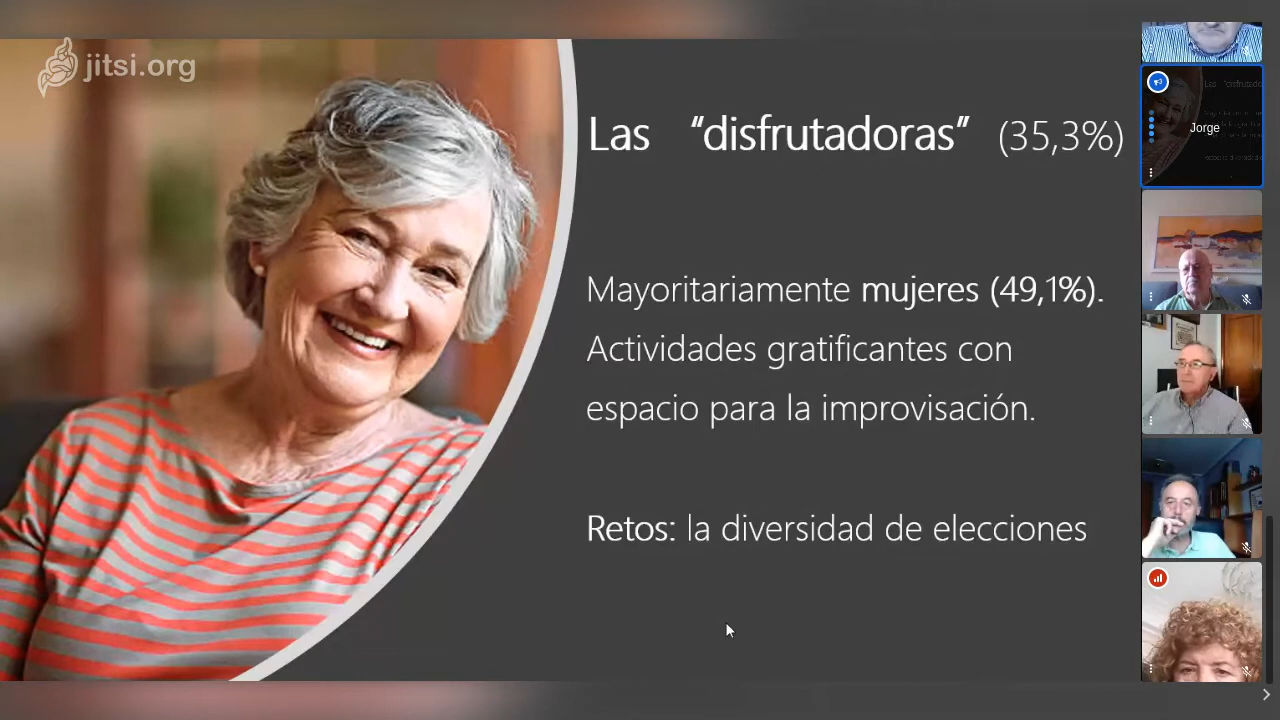 jitsi.org
Las “disfrutadoras” (35,3%)
Mayoritariamente mujeres (49,1%).
Actividades gratificantes con
espacio para la improvisación.
Retos: la diversidad de elecciones
Jorge